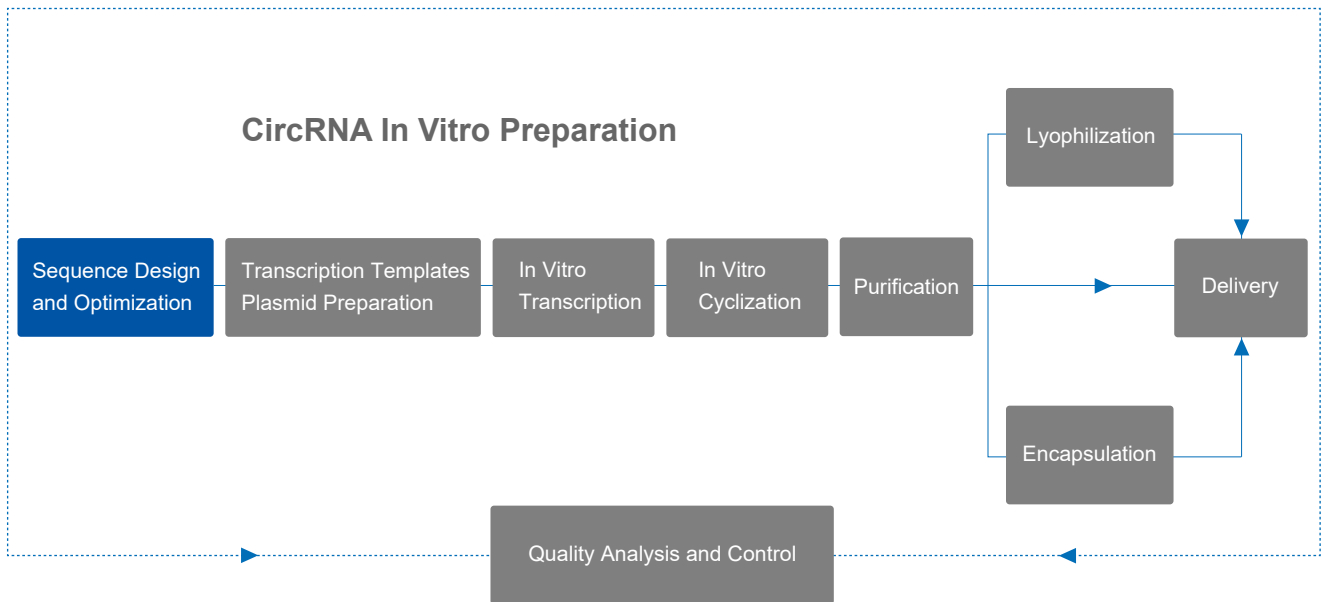 CircRNA In Vitro Preparation
Lyophilization
Sequence Design
and Optimization
Transcription Templates
Plasmid Preparation
In Vitro
Transcription
In Vitro
Cyclization
Purification
Delivery
Encapsulation
Quality Analysis and Control